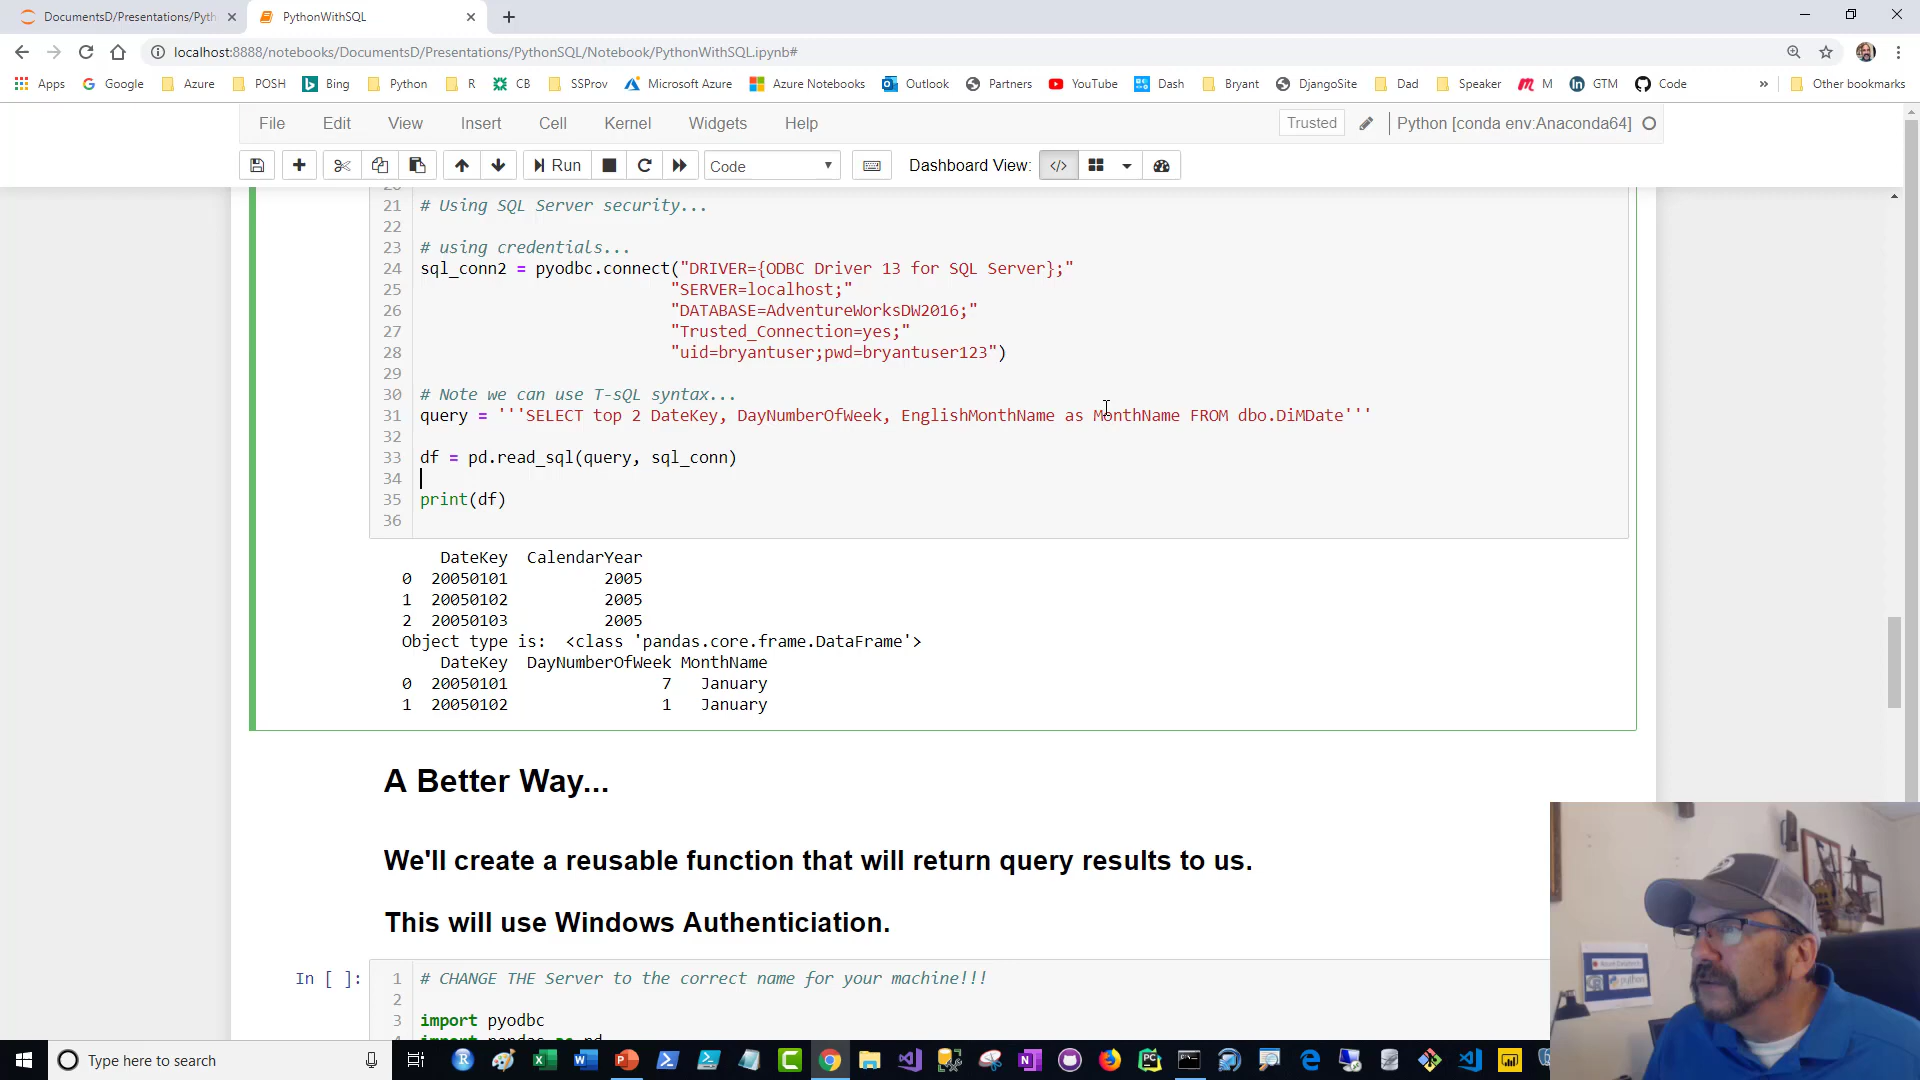 DocumentsD/Presentations/Pyth
PythonWithSQL
localhost:8888/notebooks/DocumentsD/Presentations/PythonSQL/Notebook/PythonWithSQL.ipynb#
Apps Google Azure POSH Bing Python R CB SSProv Microsoft Azure Azure Notebooks Outlook Partners YouTube Dash Bryant DjangoSite Dad Speaker M GTM Code » Other bookmarks
File Edit View Insert Cell Kernel Widgets Help Trusted Python [conda env:Anaconda64]
Run Code Dashboard View:
20
21 # Using SQL Server security...
22
23 # using credentials...
24 sql_conn2 = pyodbc.connect("DRIVER={ODBC Driver 13 for SQL Server};"
25 "SERVER=localhost;"
26 "DATABASE=AdventureWorksDW2016;"
27 "Trusted_Connection=yes;"
28 "uid=bryantuser;pwd=bryantuser123")
29
30 # Note we can use T-sQL syntax...
31 query = '''SELECT top 2 DateKey, DayNumberOfWeek, EnglishMonthName as MonthName FROM dbo.DiMDate'''
32
33 df = pd.read_sql(query, sql_conn)
34
35 print(df)
36
DateKey CalendarYear
0 20050101 2005
1 20050102 2005
2 20050103 2005
Object type is: <class 'pandas.core.frame.DataFrame'>
DateKey DayNumberOfWeek MonthName
0 20050101 7 January
1 20050102 1 January
A Better Way...
We'll create a reusable function that will return query results to us.
This will use Windows Authenticiation.
In [ ]: 1 # CHANGE THE Server to the correct name for your machine!!!
2
3 import pyodbc
4 import pandas as pd
Type here to search